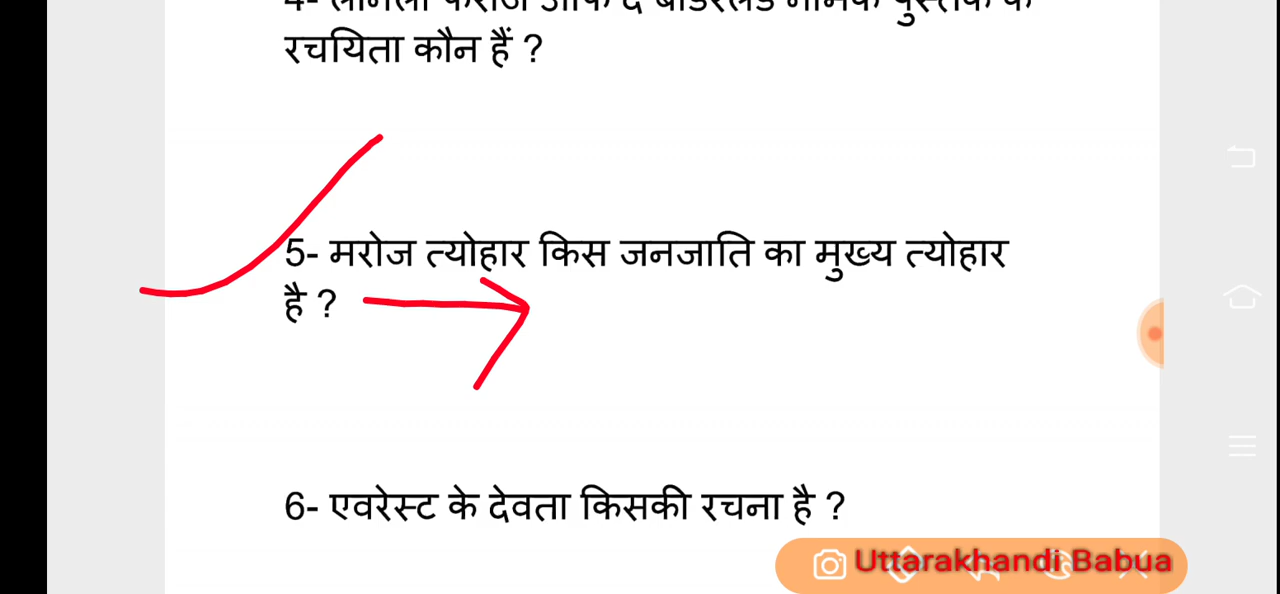 रचयिता कौन हैं ?
5- मरोज त्योहार किस जनजाति का मुख्य त्योहार
है ?
6- एवरेस्ट के देवता किसकी रचना है ?
Uttarakhandi Babua